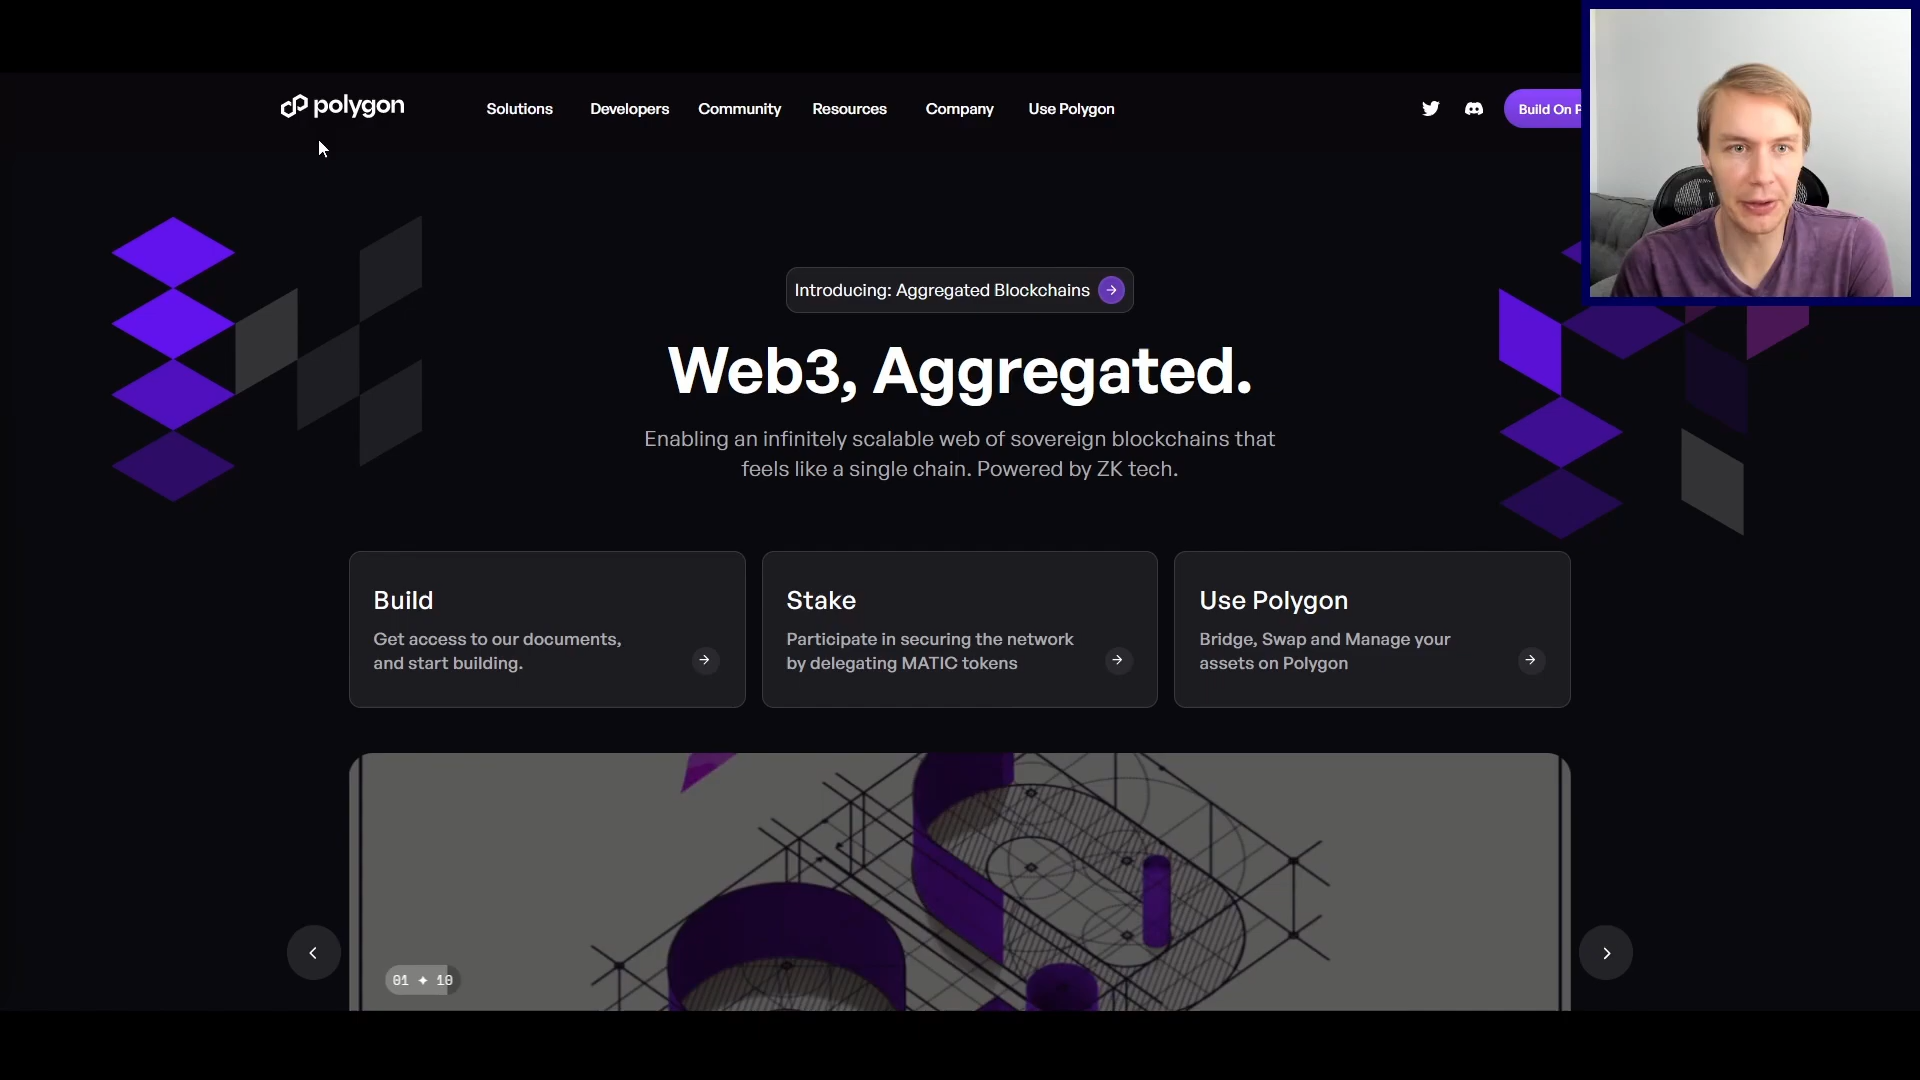 polygon
Solutions
Developers
Community
Resources
Company
Use Polygon
Build On
Introducing: Aggregated Blockchains
Web3, Aggregated.
Enabling an infinitely scalable web of sovereign blockchains that
feels like a single chain. Powered by ZK tech.
Build
Get access to our documents,
and start building.
Stake
Participate in securing the network
by delegating MATIC tokens
Use Polygon
Bridge, Swap and Manage your
assets on Polygon
01 ✦ 10